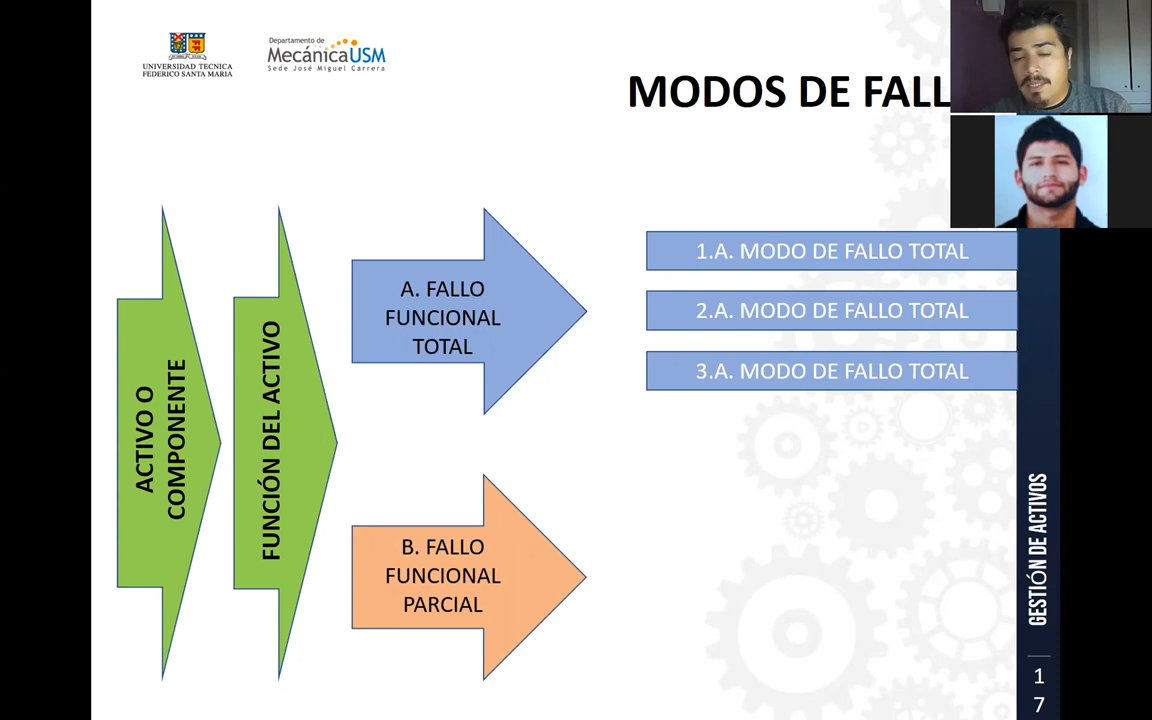 UNIVERSIDAD TECNICA
FEDERICO SANTA MARIA
Departamento de
MecánicaUSM
Sede José Miguel Carrera
MODOS DE FALL
ACTIVO O
COMPONENTE
FUNCIÓN DEL ACTIVO
A. FALLO
FUNCIONAL
TOTAL
1.A. MODO DE FALLO TOTAL
2.A. MODO DE FALLO TOTAL
3.A. MODO DE FALLO TOTAL
B. FALLO
FUNCIONAL
PARCIAL
GESTIÓN DE ACTIVOS
1
7